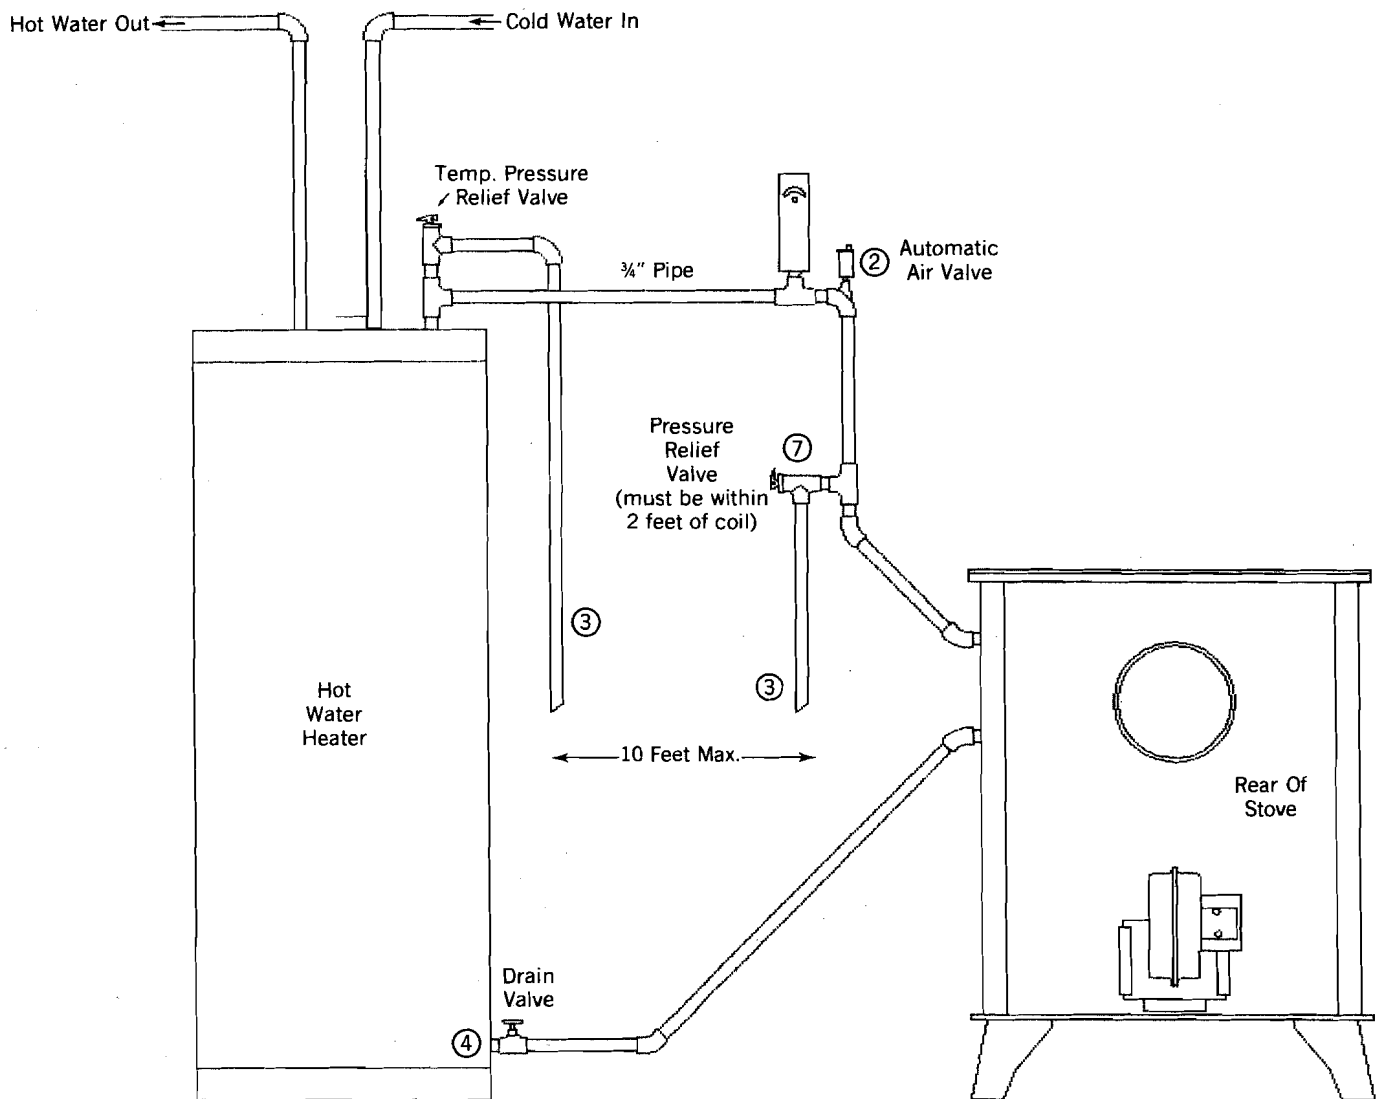 Hot Water Out
Cold Water In
Temp. Pressure
Relief Valve
¾" Pipe
② Automatic
Air Valve
Pressure
Relief
Valve
(must be within
2 feet of coil)
⑦
③
③
Hot
Water
Heater
10 Feet Max.
Rear Of
Stove
Drain
Valve
④